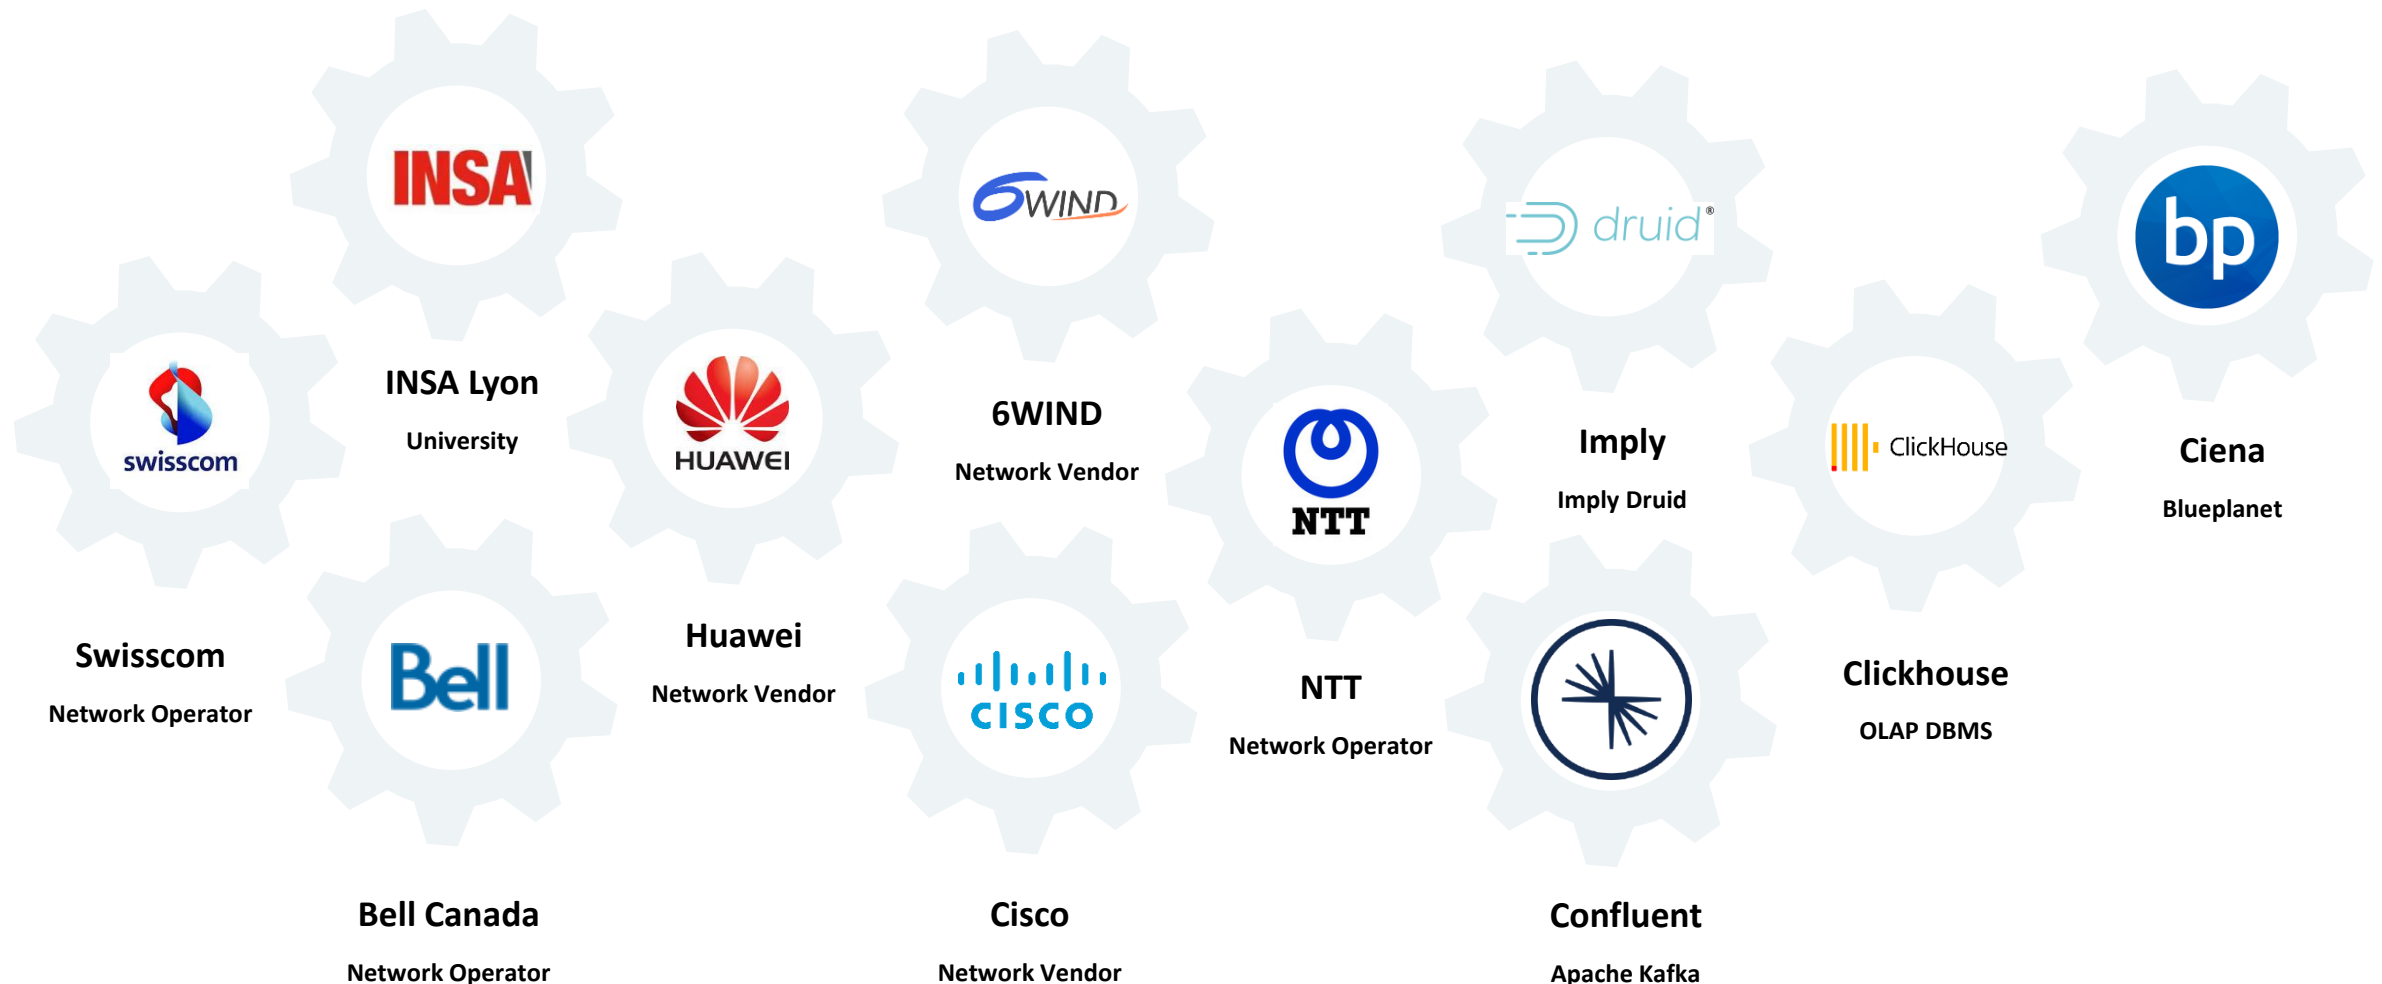 INSA
INSA Lyon
University
swisscom
Swisscom
Network Operator
Bell
Bell Canada
Network Operator
HUAWEI
Huawei
Network Vendor
6WIND
6WIND
Network Vendor
CISCO
Cisco
Network Vendor
NTT
NTT
Network Operator
druid®
Imply
Imply Druid
Confluent
Apache Kafka
ClickHouse
Clickhouse
OLAP DBMS
bp
Ciena
Blueplanet